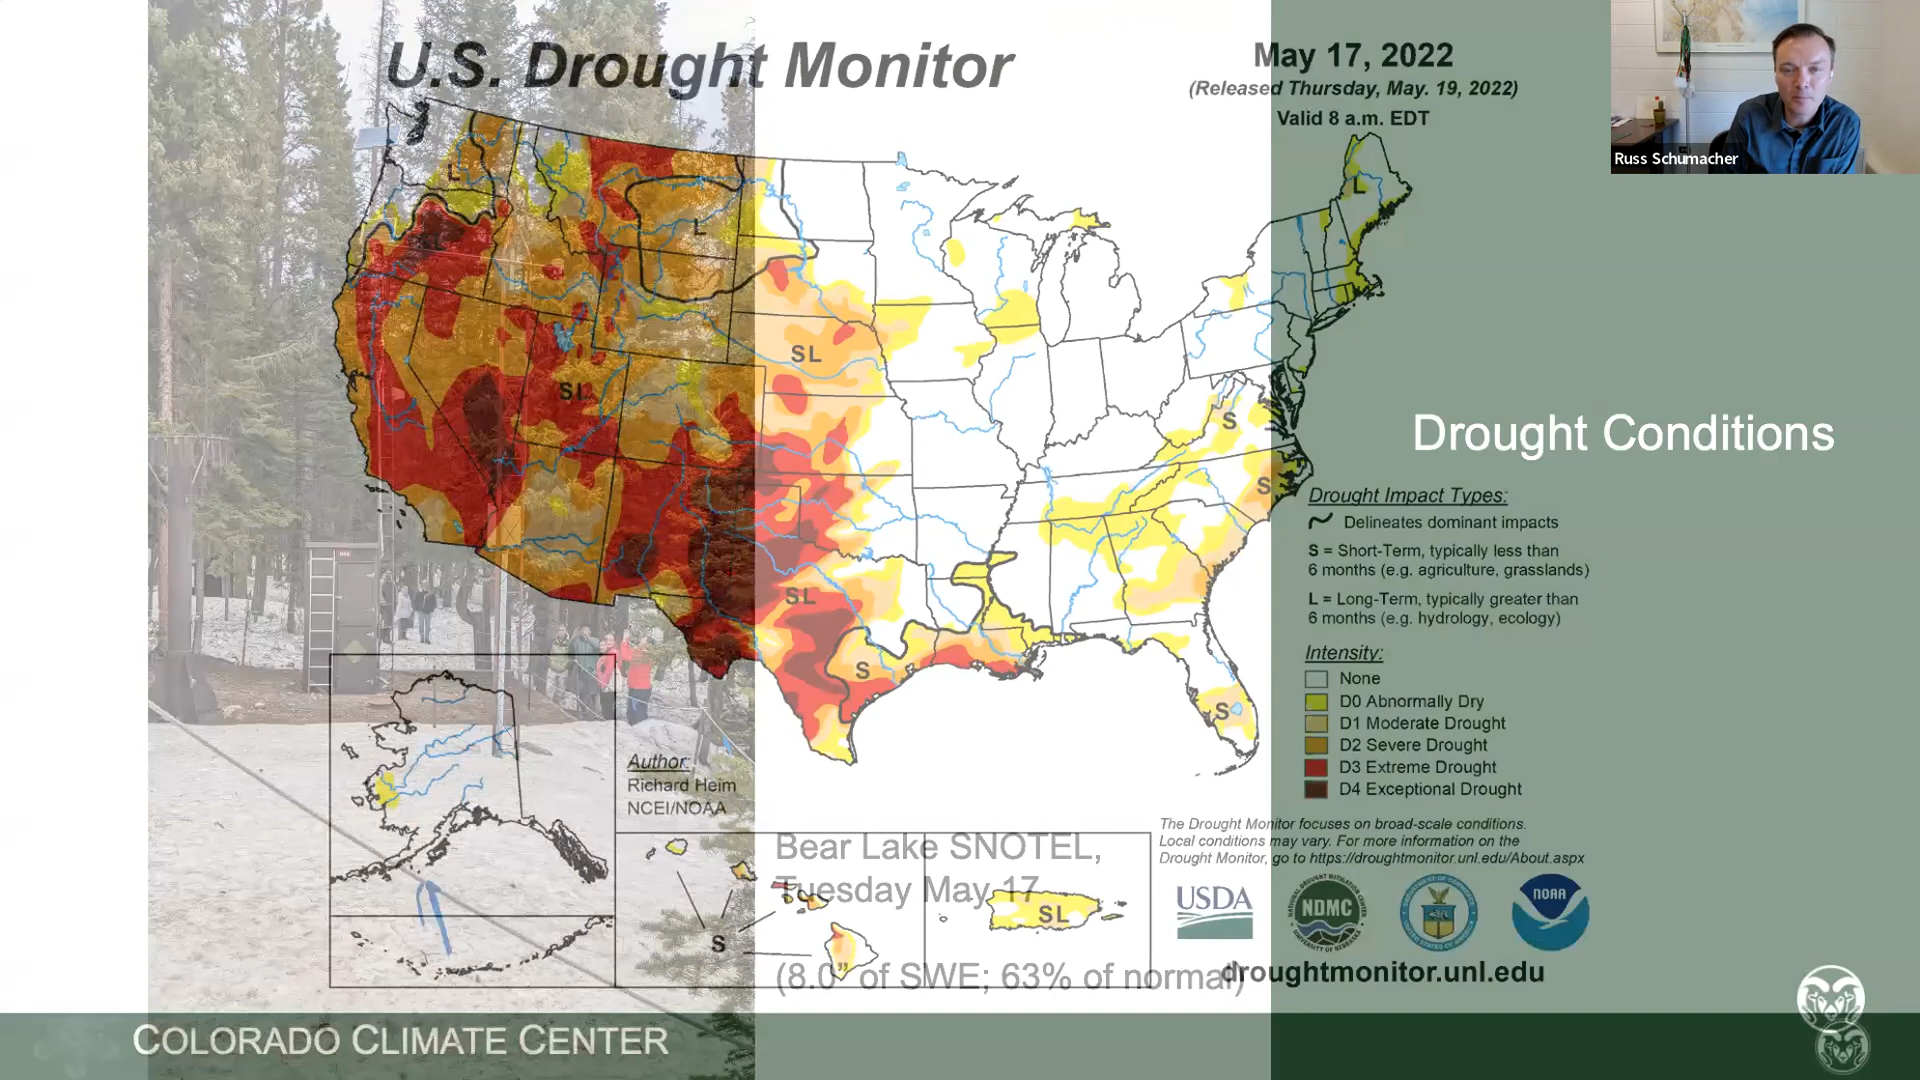 U.S. Drought Monitor
May 17, 2022
(Released Thursday, May. 19, 2022)
Valid 8 a.m. EDT
Russ Schumacher
L
L
L
SL
SL
S
S
SL
S
S
Drought Conditions
Drought Impact Types:
Delineates dominant impacts
S = Short-Term, typically less than
6 months (e.g. agriculture, grasslands)
L = Long-Term, typically greater than
6 months (e.g. hydrology, ecology)
Intensity:
None
D0 Abnormally Dry
D1 Moderate Drought
D2 Severe Drought
D3 Extreme Drought
D4 Exceptional Drought
Author:
Richard Heim
NCEI/NOAA
The Drought Monitor focuses on broad-scale conditions.
Local conditions may vary. For more information on the
Drought Monitor, go to https://droughtmonitor.unl.edu/About.aspx
Bear Lake SNOTEL,
Tuesday May 17
(8.0” of SWE; 63% of normal)
S
SL
USDA
NDMC
NOAA
droughtmonitor.unl.edu
COLORADO CLIMATE CENTER